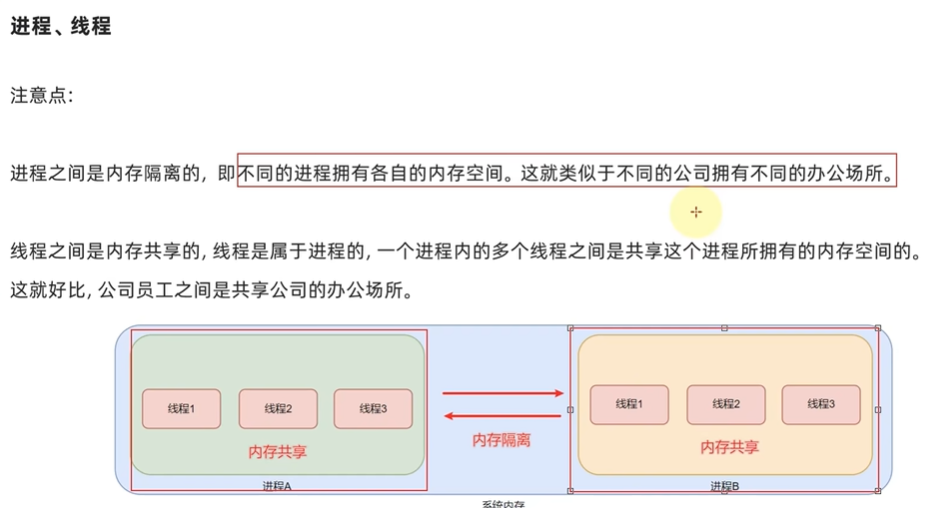 进程、线程
注意点：
进程之间是内存隔离的，即不同的进程拥有各自的内存空间。这就类似于不同的公司拥有不同的办公场所。
线程之间是内存共享的，线程是属于进程的，一个进程内的多个线程之间是共享这个进程所拥有的内存空间的。
这就好比，公司员工之间是共享公司的办公场所。
线程1 线程2 线程3
内存共享
进程A
内存隔离
线程1 线程2 线程3
内存共享
进程B
系统内存